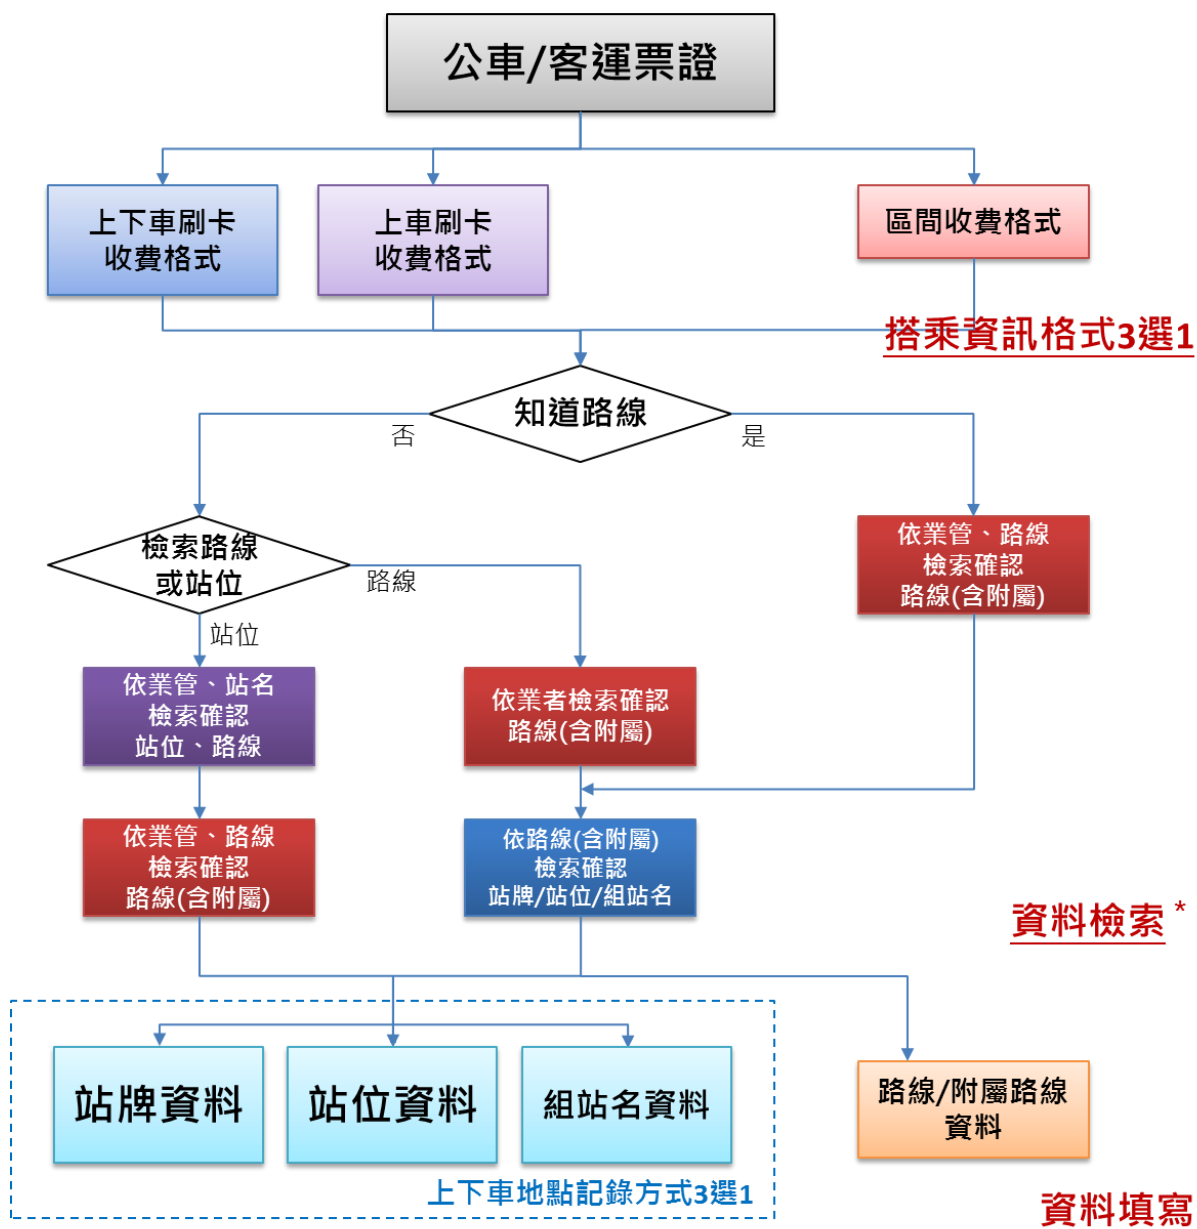 公車/客運票證
上下車刷卡
收費格式
上車刷卡
收費格式
區間收費格式
搭乘資訊格式3選1
知道路線
否
是
檢索路線
或站位
路線
站位
依業管、路線
檢索確認
路線(含附屬)
依業管、站名
檢索確認
站位、路線
依業者檢索確認
路線(含附屬)
依業管、路線
檢索確認
路線(含附屬)
依路線(含附屬)
檢索確認
站牌/站位/組站名
資料檢索*
站牌資料
站位資料
組站名資料
路線/附屬路線
資料
上下車地點記錄方式3選1
資料填寫